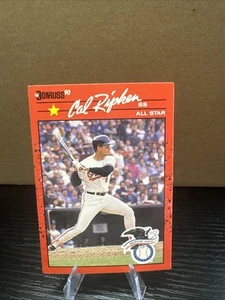 DONRUSS 90
Cal Ripken
SS
ALL STAR